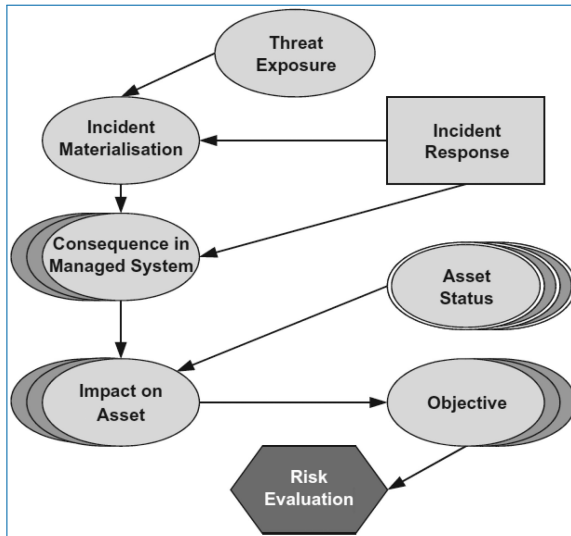 Threat
Exposure
Incident
Materialisation
Incident
Response
Consequence in
Managed System
Asset
Status
Impact on
Asset
Objective
Risk
Evaluation